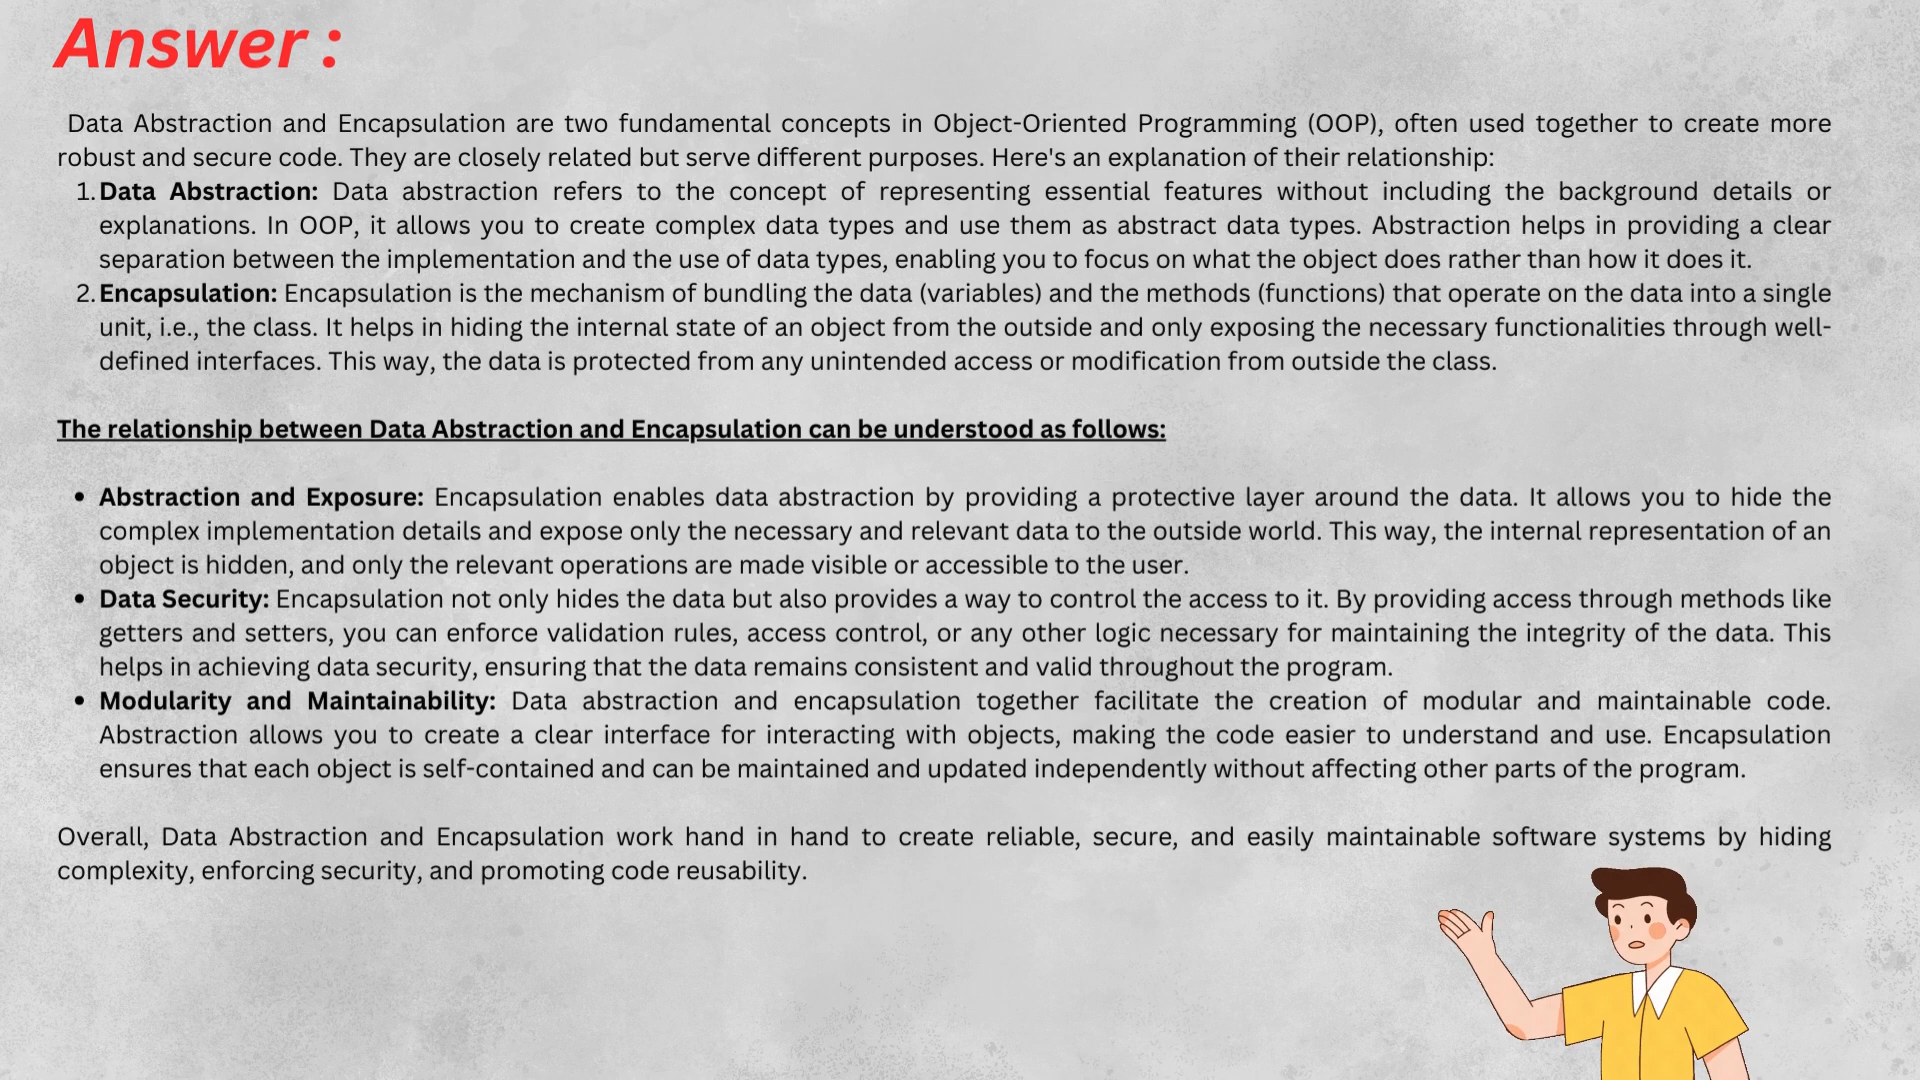 Answer :
Data Abstraction and Encapsulation are two fundamental concepts in Object-Oriented Programming (OOP), often used together to create more
robust and secure code. They are closely related but serve different purposes. Here's an explanation of their relationship:
1. Data Abstraction: Data abstraction refers to the concept of representing essential features without including the background details or
explanations. In OOP, it allows you to create complex data types and use them as abstract data types. Abstraction helps in providing a clear
separation between the implementation and the use of data types, enabling you to focus on what the object does rather than how it does it.
2. Encapsulation: Encapsulation is the mechanism of bundling the data (variables) and the methods (functions) that operate on the data into a single
unit, i.e., the class. It helps in hiding the internal state of an object from the outside and only exposing the necessary functionalities through well-
defined interfaces. This way, the data is protected from any unintended access or modification from outside the class.
The relationship between Data Abstraction and Encapsulation can be understood as follows:
• Abstraction and Exposure: Encapsulation enables data abstraction by providing a protective layer around the data. It allows you to hide the
complex implementation details and expose only the necessary and relevant data to the outside world. This way, the internal representation of an
object is hidden, and only the relevant operations are made visible or accessible to the user.
• Data Security: Encapsulation not only hides the data but also provides a way to control the access to it. By providing access through methods like
getters and setters, you can enforce validation rules, access control, or any other logic necessary for maintaining the integrity of the data. This
helps in achieving data security, ensuring that the data remains consistent and valid throughout the program.
• Modularity and Maintainability: Data abstraction and encapsulation together facilitate the creation of modular and maintainable code.
Abstraction allows you to create a clear interface for interacting with objects, making the code easier to understand and use. Encapsulation
ensures that each object is self-contained and can be maintained and updated independently without affecting other parts of the program.
Overall, Data Abstraction and Encapsulation work hand in hand to create reliable, secure, and easily maintainable software systems by hiding
complexity, enforcing security, and promoting code reusability.